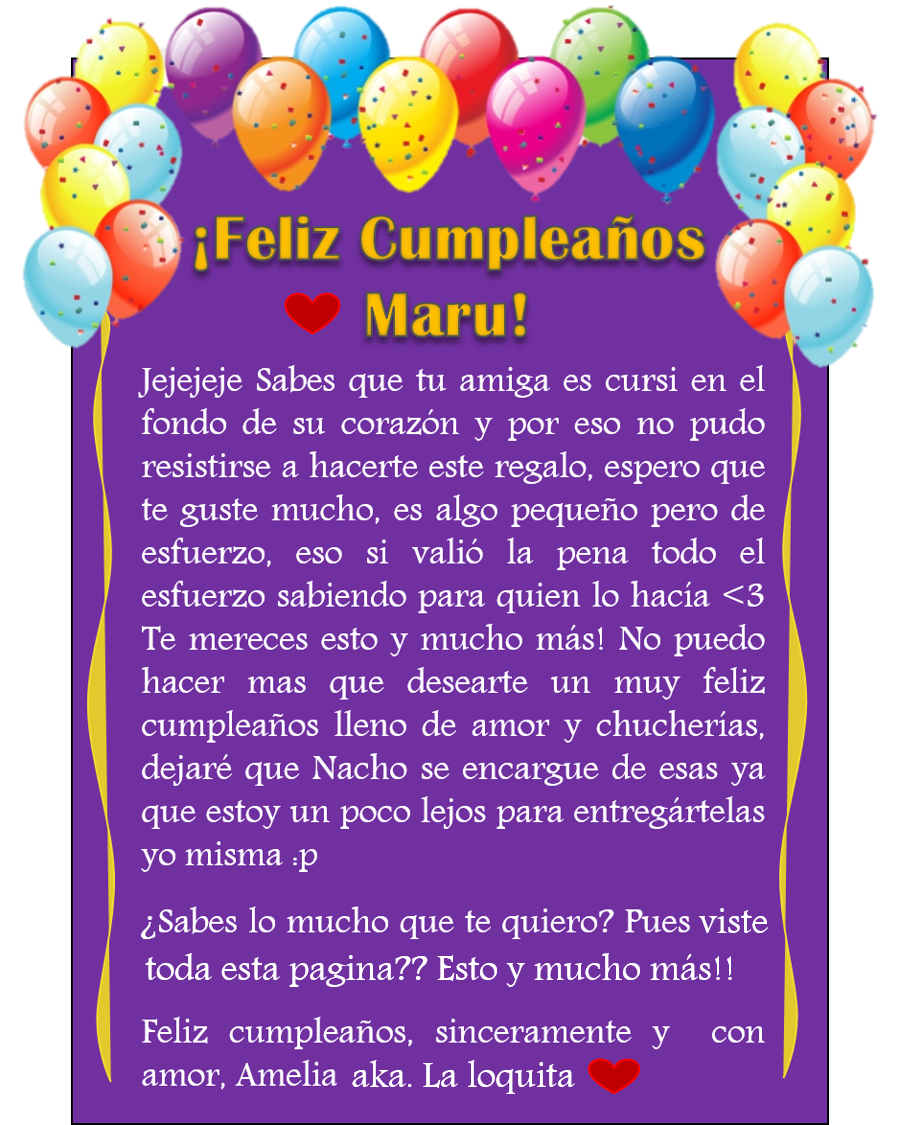 ¡Feliz Cumpleaños
Maru!
Jejejeje Sabes que tu amiga es cursi en el
fondo de su corazón y por eso no pudo
resistirse a hacerte este regalo, espero que
te guste mucho, es algo pequeño pero de
esfuerzo, eso si valió la pena todo el
esfuerzo sabiendo para quien lo hacía <3
Te mereces esto y mucho más! No puedo
hacer mas que desearte un muy feliz
cumpleaños lleno de amor y chucherías,
dejaré que Nacho se encargue de esas ya
que estoy un poco lejos para entregártelas
yo misma :p
¿Sabes lo mucho que te quiero? Pues viste
toda esta pagina?? Esto y mucho más!!
Feliz cumpleaños, sinceramente y con
amor, Amelia aka. La loquita